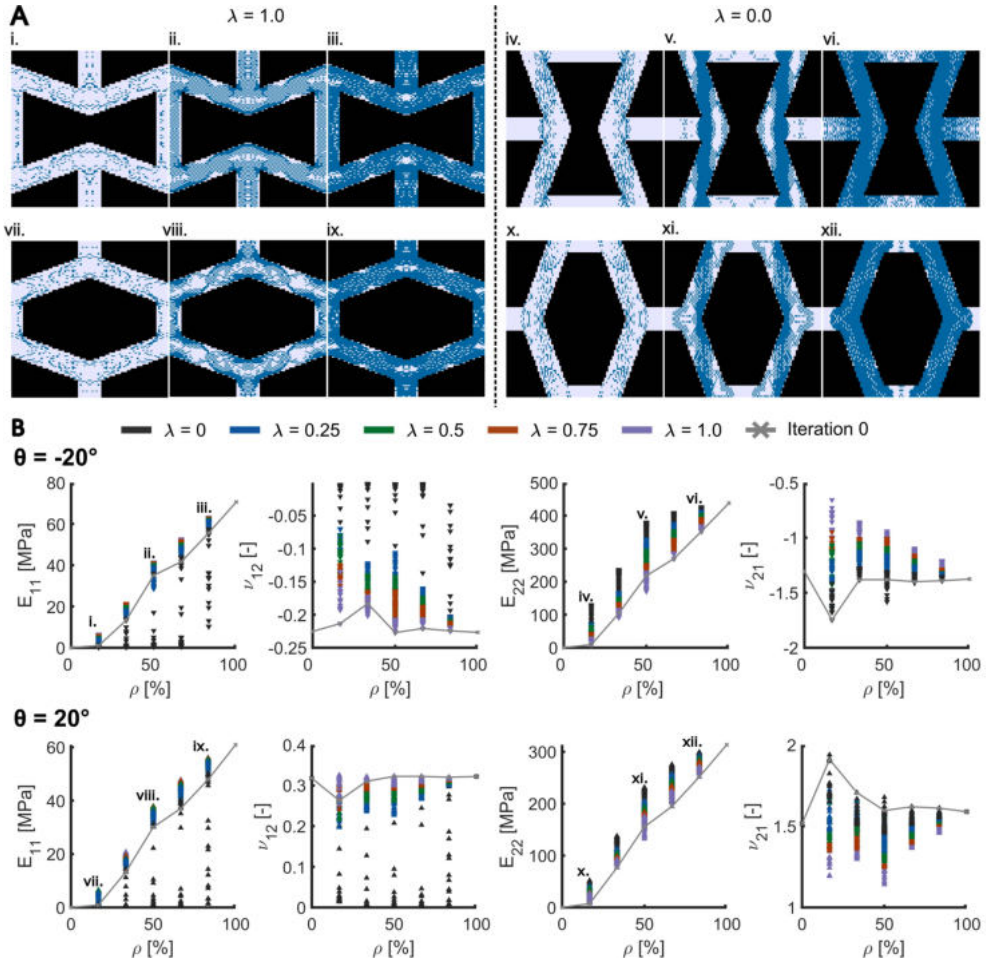 A λ = 1.0 λ = 0.0
i. ii. iii. iv. v. vi.
vii. viii. ix. x. xi. xii.
B λ = 0 λ = 0.25 λ = 0.5 λ = 0.75 λ = 1.0 Iteration 0
θ = -20°
80
60
40
20
0
E11 [MPa]
i.
ii.
iii.
0 50 100
ρ [%]
-0.05
-0.1
-0.15
-0.2
-0.25
ν12 [-]
0 50 100
ρ [%]
500
400
300
200
100
0
E22 [MPa]
iv.
v.
vi.
0 50 100
ρ [%]
-0.5
-1
-1.5
-2
ν21 [-]
0 50 100
ρ [%]
θ = 20°
60
40
20
0
E11 [MPa]
vii.
viii.
ix.
0 50 100
ρ [%]
0.4
0.3
0.2
0.1
0
ν12 [-]
0 50 100
ρ [%]
300
200
100
0
E22 [MPa]
x.
xi.
xii.
0 50 100
ρ [%]
2
1.5
1
ν21 [-]
0 50 100
ρ [%]